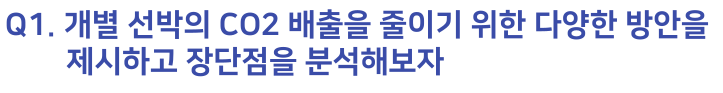 Q1. 개별 선박의 CO2 배출을 줄이기 위한 다양한 방안을
제시하고 장단점을 분석해보자